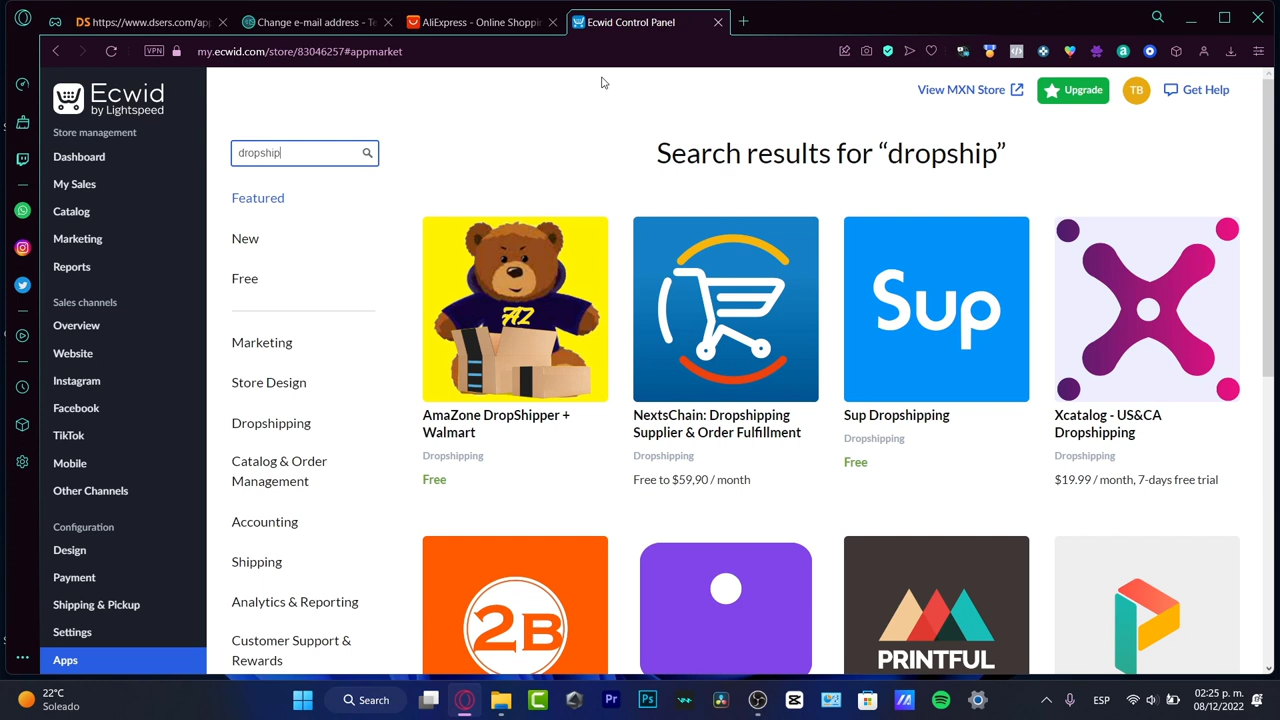 DS https://www.dsers.com/app
Change e-mail address - Te
AliExpress - Online Shoppin
Ecwid Control Panel
VPN
my.ecwid.com/store/83046257#appmarket
Ecwid
by Lightspeed
View MXN Store
Upgrade
TB
Get Help
Store management
Dashboard
My Sales
Catalog
Marketing
Reports
Sales channels
Overview
Website
Instagram
Facebook
TikTok
Mobile
Other Channels
Configuration
Design
Payment
Shipping & Pickup
Settings
Apps
dropship
Featured
New
Free
Marketing
Store Design
Dropshipping
Catalog & Order
Management
Accounting
Shipping
Analytics & Reporting
Customer Support &
Rewards
Search results for “dropship”
AZ
AmaZone DropShipper +
Walmart
Dropshipping
Free
NextsChain: Dropshipping
Supplier & Order Fulfillment
Dropshipping
Free to $59,90 / month
Sup
Sup Dropshipping
Dropshipping
Free
Xcatalog - US&CA
Dropshipping
Dropshipping
$19.99 / month, 7-days free trial
2B
PRINTFUL
22°C
Soleado
Search
Pr
Ps
ESP
02:25 p. m.
08/12/2022